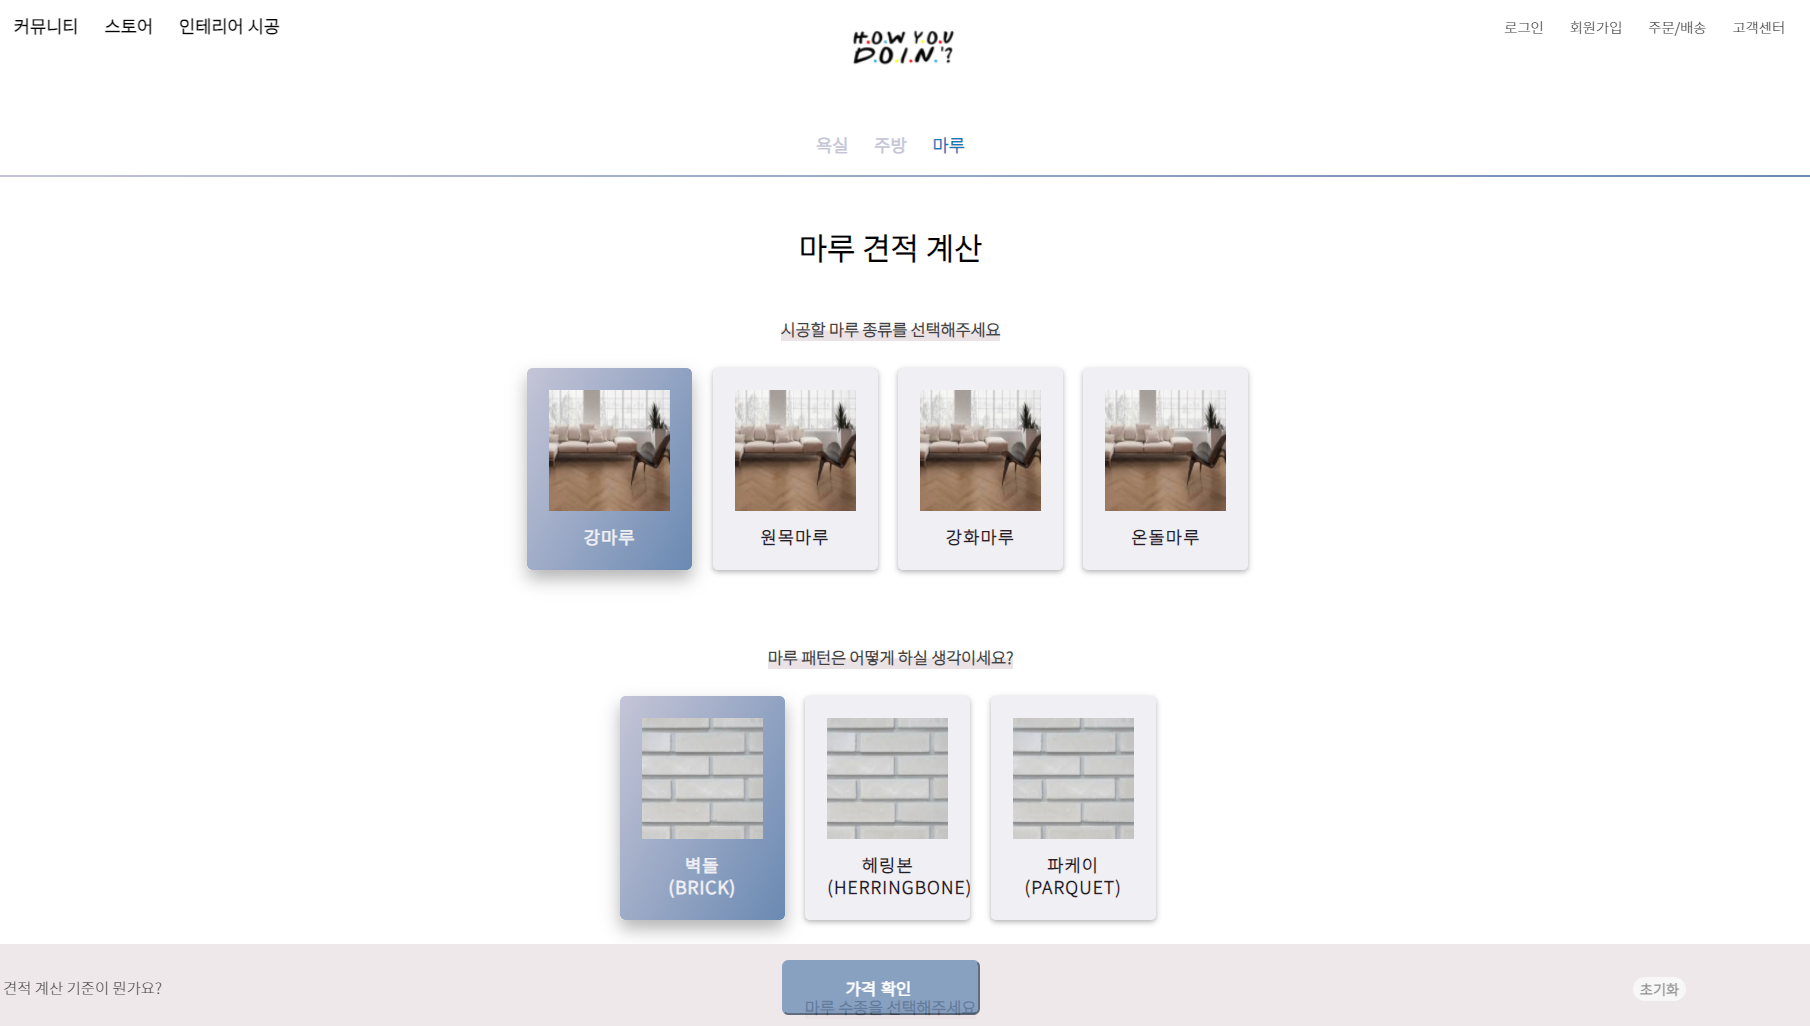 커뮤니티 스토어 인테리어 시공
H.O.W Y.O.U
D.O.I.N.'?
로그인 회원가입 주문/배송 고객센터
욕실 주방 마루
마루 견적 계산
시공할 마루 종류를 선택해주세요
강마루 원목마루 강화마루 온돌마루
마루 패턴은 어떻게 하실 생각이세요?
벽돌 헤링본 파케이
(BRICK) (HERRINGBONE) (PARQUET)
견적 계산 기준이 뭔가요? 가격 확인 초기화
마루 수종을 선택해주세요